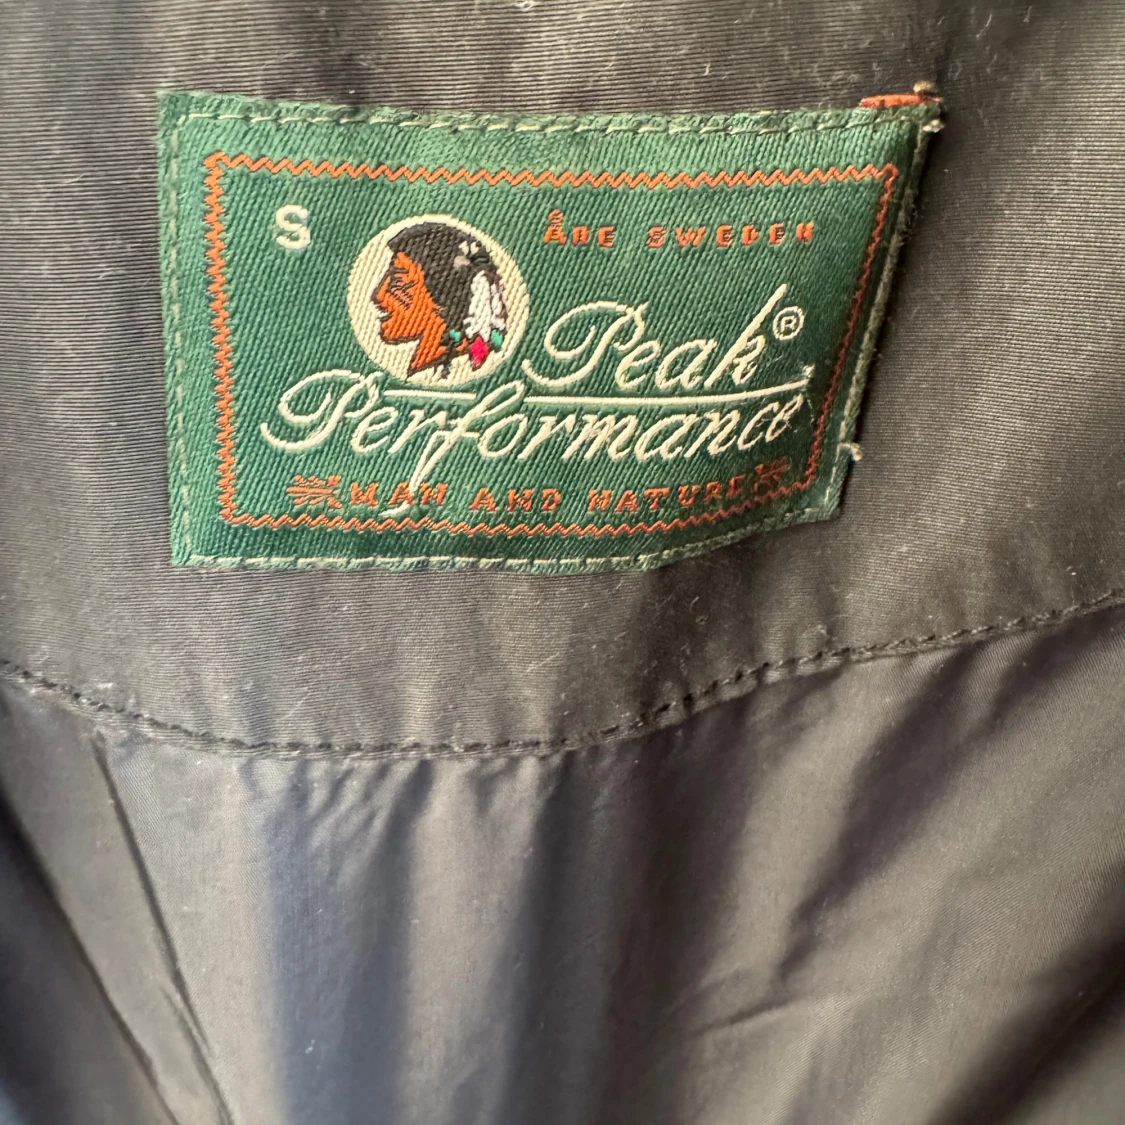 S
ÅRE SWEDEN
Peak®
Performance
MAN AND NATURE